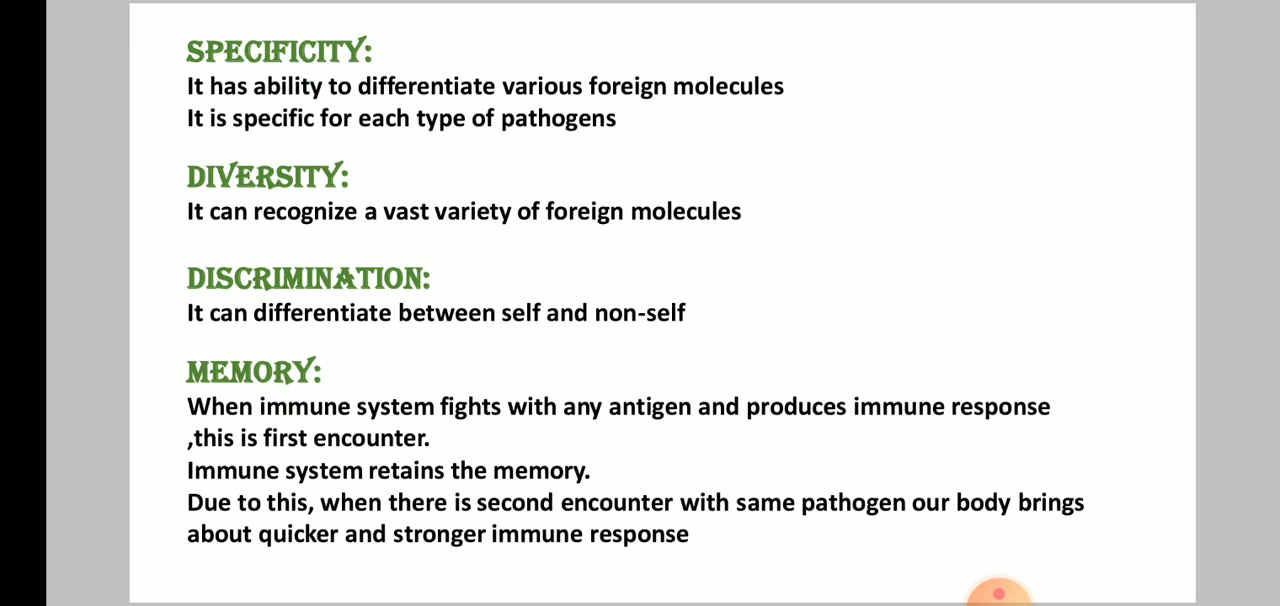 SPECIFICITY:
It has ability to differentiate various foreign molecules
It is specific for each type of pathogens
DIVERSITY:
It can recognize a vast variety of foreign molecules
DISCRIMINATION:
It can differentiate between self and non-self
MEMORY:
When immune system fights with any antigen and produces immune response
,this is first encounter.
Immune system retains the memory.
Due to this, when there is second encounter with same pathogen our body brings
about quicker and stronger immune response